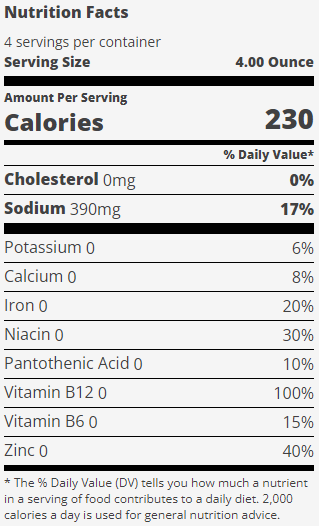 Nutrition Facts
4 servings per container
Serving Size 4.00 Ounce
Amount Per Serving
Calories 230
% Daily Value*
Cholesterol 0mg 0%
Sodium 390mg 17%
Potassium 0 6%
Calcium 0 8%
Iron 0 20%
Niacin 0 30%
Pantothenic Acid 0 10%
Vitamin B12 0 100%
Vitamin B6 0 15%
Zinc 0 40%
* The % Daily Value (DV) tells you how much a nutrient
in a serving of food contributes to a daily diet. 2,000
calories a day is used for general nutrition advice.